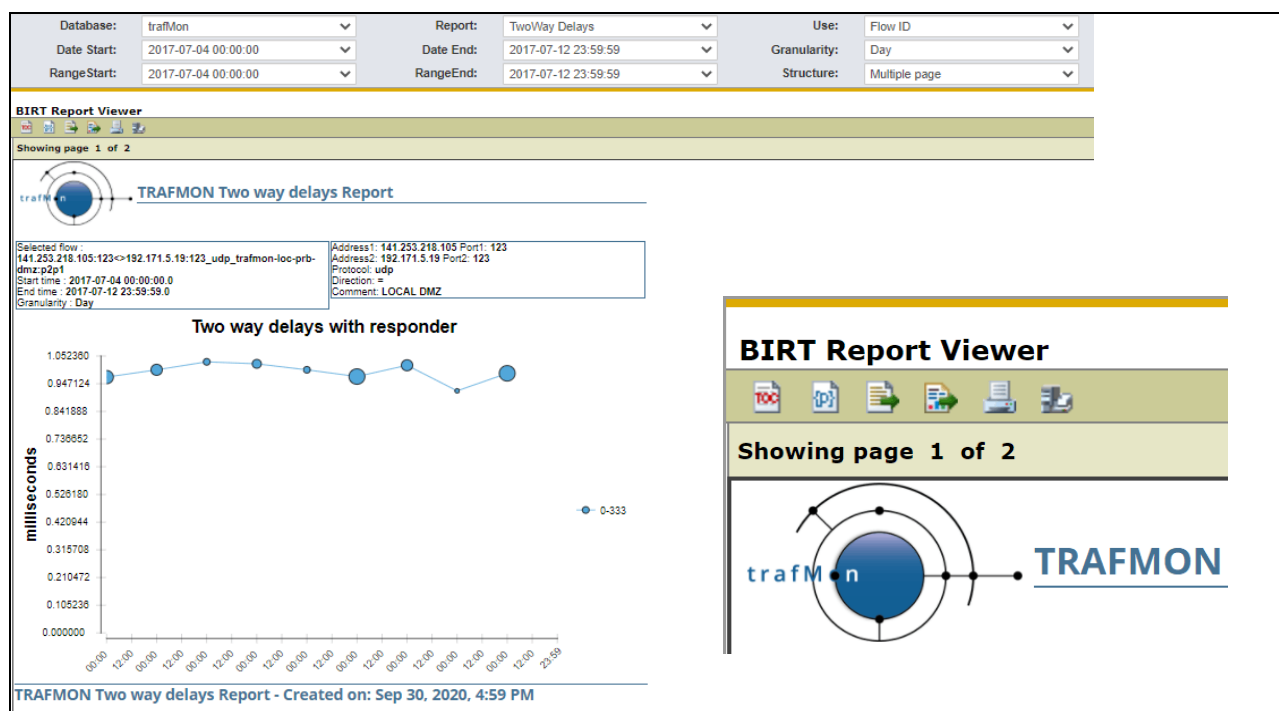 Database: trafMon Report: TwoWay Delays Use: Flow ID
Date Start: 2017-07-04 00:00:00 Date End: 2017-07-12 23:59:59 Granularity: Day
RangeStart: 2017-07-04 00:00:00 RangeEnd: 2017-07-12 23:59:59 Structure: Multiple page
BIRT Report Viewer
TOC {p}
Showing page 1 of 2
trafMon
TRAFMON Two way delays Report
Selected flow :
141.253.218.105:123<>192.171.5.19:123_udp_trafmon-loc-prb-
dmz:p2p1
Start time : 2017-07-04 00:00:00.0
End time : 2017-07-12 23:59:59.0
Granularity : Day
Address1: 141.253.218.105 Port1: 123
Address2: 192.171.5.19 Port2: 123
Protocol: udp
Direction: =
Comment: LOCAL DMZ
Two way delays with responder
milliseconds
1.052360
0.947124
0.841888
0.736652
0.631416
0.526180
0.420944
0.315708
0.210472
0.105236
0.000000
00:00 12:00 00:00 12:00 00:00 12:00 00:00 12:00 00:00 12:00 00:00 12:00 00:00 12:00 00:00 12:00 00:00 12:00 23:59
0-333
TRAFMON Two way delays Report - Created on: Sep 30, 2020, 4:59 PM
BIRT Report Viewer
TOC {p}
Showing page 1 of 2
trafMon
TRAFMON